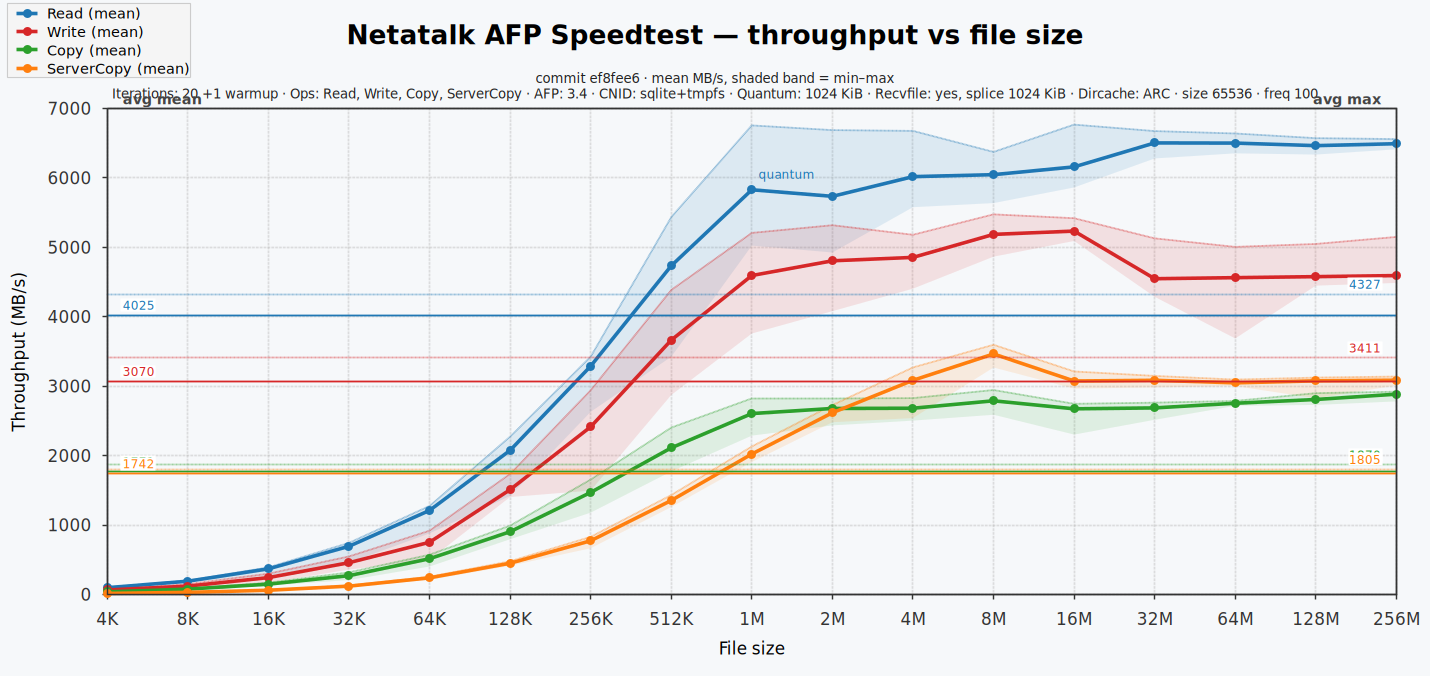 Read (mean)
Write (mean)
Copy (mean)
ServerCopy (mean)
Netatalk AFP Speedtest — throughput vs file size
commit ef8fee6 · mean MB/s, shaded band = min–max
Iterations: 20 +1 warmup · Ops: Read, Write, Copy, ServerCopy · AFP: 3.4 · CNID: sqlite+tmpfs · Quantum: 1024 KiB · Recvfile: yes, splice 1024 KiB · Dircache: ARC · size 65536 · freq 100
avg mean
avg max
7000
6000
5000
4000
3000
2000
1000
0
Throughput (MB/s)
quantum
4025
4327
3070
3411
1742
1805
4K 8K 16K 32K 64K 128K 256K 512K 1M 2M 4M 8M 16M 32M 64M 128M 256M
File size